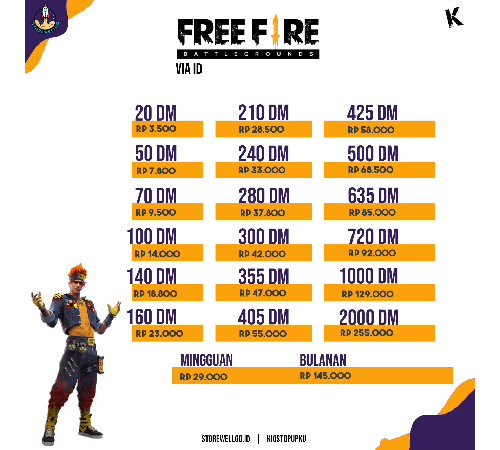 K
FREE FIRE
BATTLEGROUNDS
VIA ID
20 DM 210 DM 425 DM
RP 3.500 RP 28.500 RP 58.000
50 DM 240 DM 500 DM
RP 7.800 RP 33.000 RP 68.500
70 DM 280 DM 635 DM
RP 9.500 RP 37.800 RP 85.000
100 DM 300 DM 720 DM
RP 14.000 RP 42.000 RP 92.000
140 DM 355 DM 1000 DM
RP 18.800 RP 47.000 RP 129.000
160 DM 405 DM 2000 DM
RP 23.000 RP 55.000 RP 255.000
MINGGUAN BULANAN
RP 29.000 RP 145.000
STOREWELLGD.ID | KIOSTOPUPKU